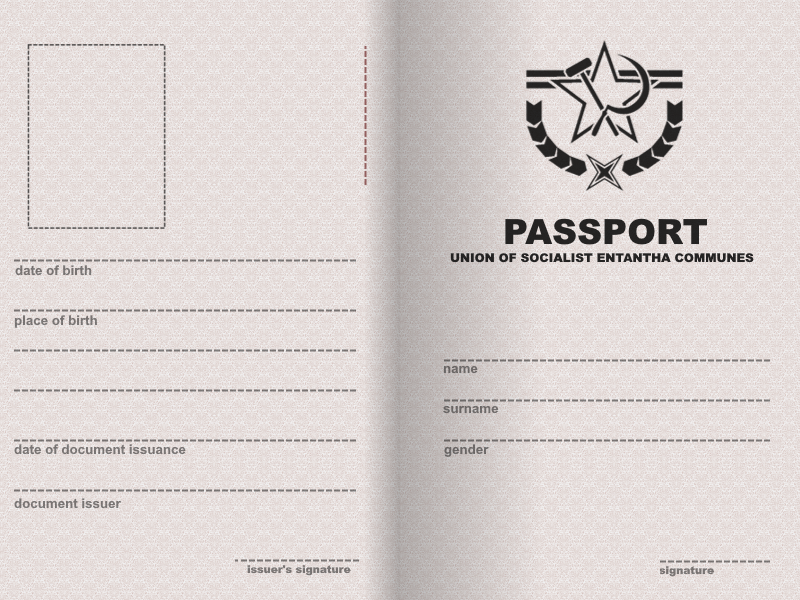 date of birth
place of birth
date of document issuance
document issuer
issuer's signature
PASSPORT
UNION OF SOCIALIST ENTANTHA COMMUNES
name
surname
gender
signature